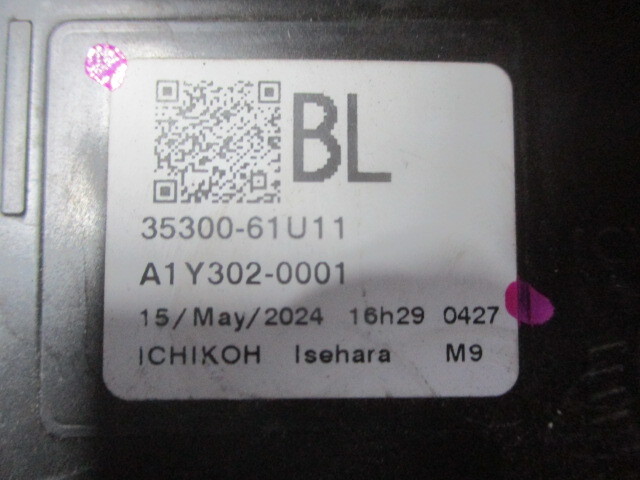 BL
35300-61U11
A1Y302-0001
15/May/2024 16h29 0427
ICHIKOH Isehara M9